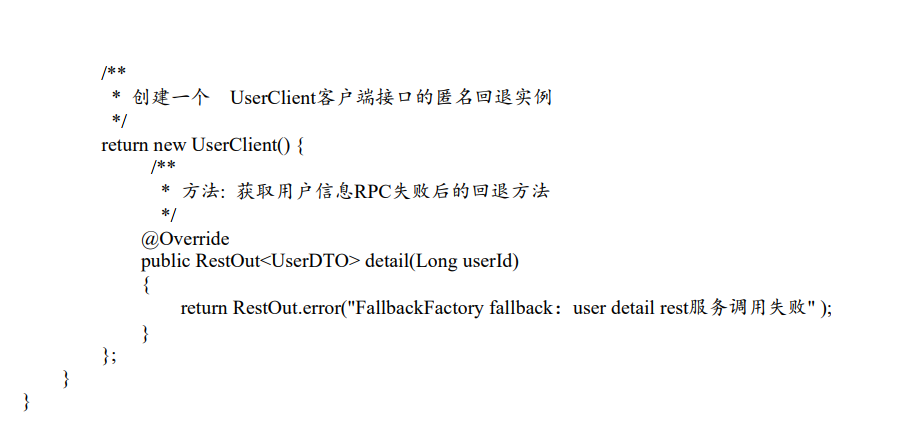 /**
* 创建一个 UserClient客户端接口的匿名回退实例
*/
return new UserClient() {
/**
* 方法: 获取用户信息RPC失败后的回退方法
*/
@Override
public RestOut<UserDTO> detail(Long userId)
{
return RestOut.error("FallbackFactory fallback：user detail rest服务调用失败" );
}
};
}
}